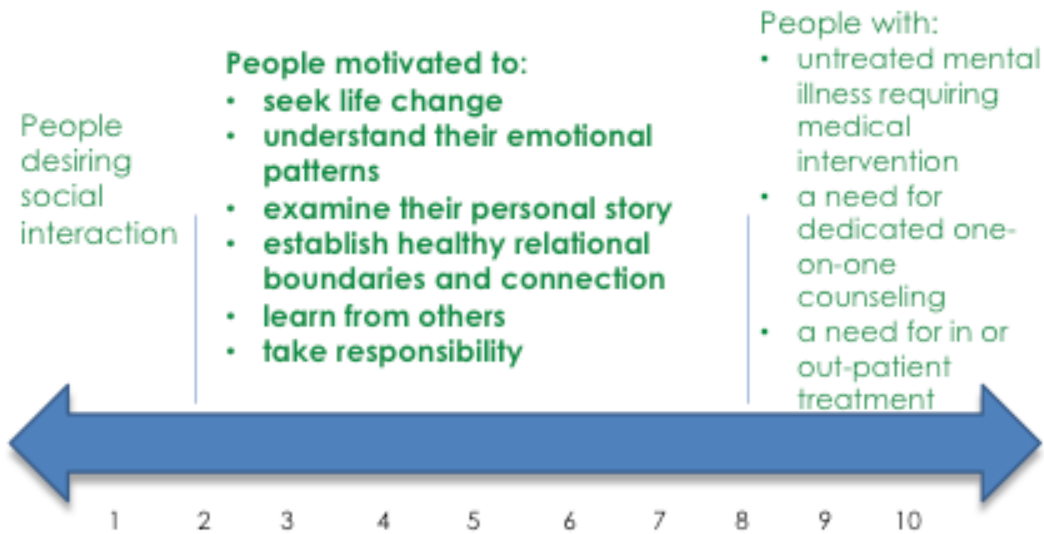 People
desiring
social
interaction
People motivated to:
• seek life change
• understand their emotional
patterns
• examine their personal story
• establish healthy relational
boundaries and connection
• learn from others
• take responsibility
People with:
• untreated mental
illness requiring
medical
intervention
• a need for
dedicated one-
on-one
counseling
• a need for in or
out-patient
treatment
1 2 3 4 5 6 7 8 9 10